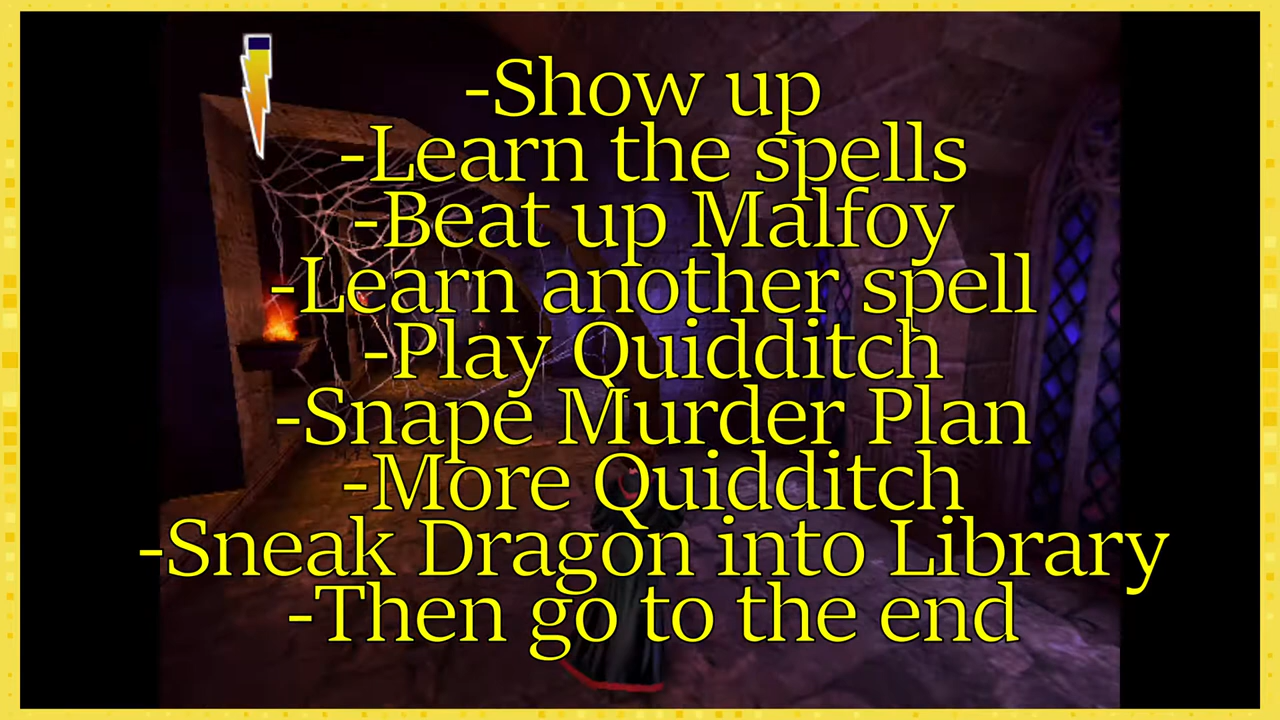 -Show up
-Learn the spells
-Beat up Malfoy
-Learn another spell
-Play Quidditch
-Snape Murder Plan
-More Quidditch
-Sneak Dragon into Library
-Then go to the end